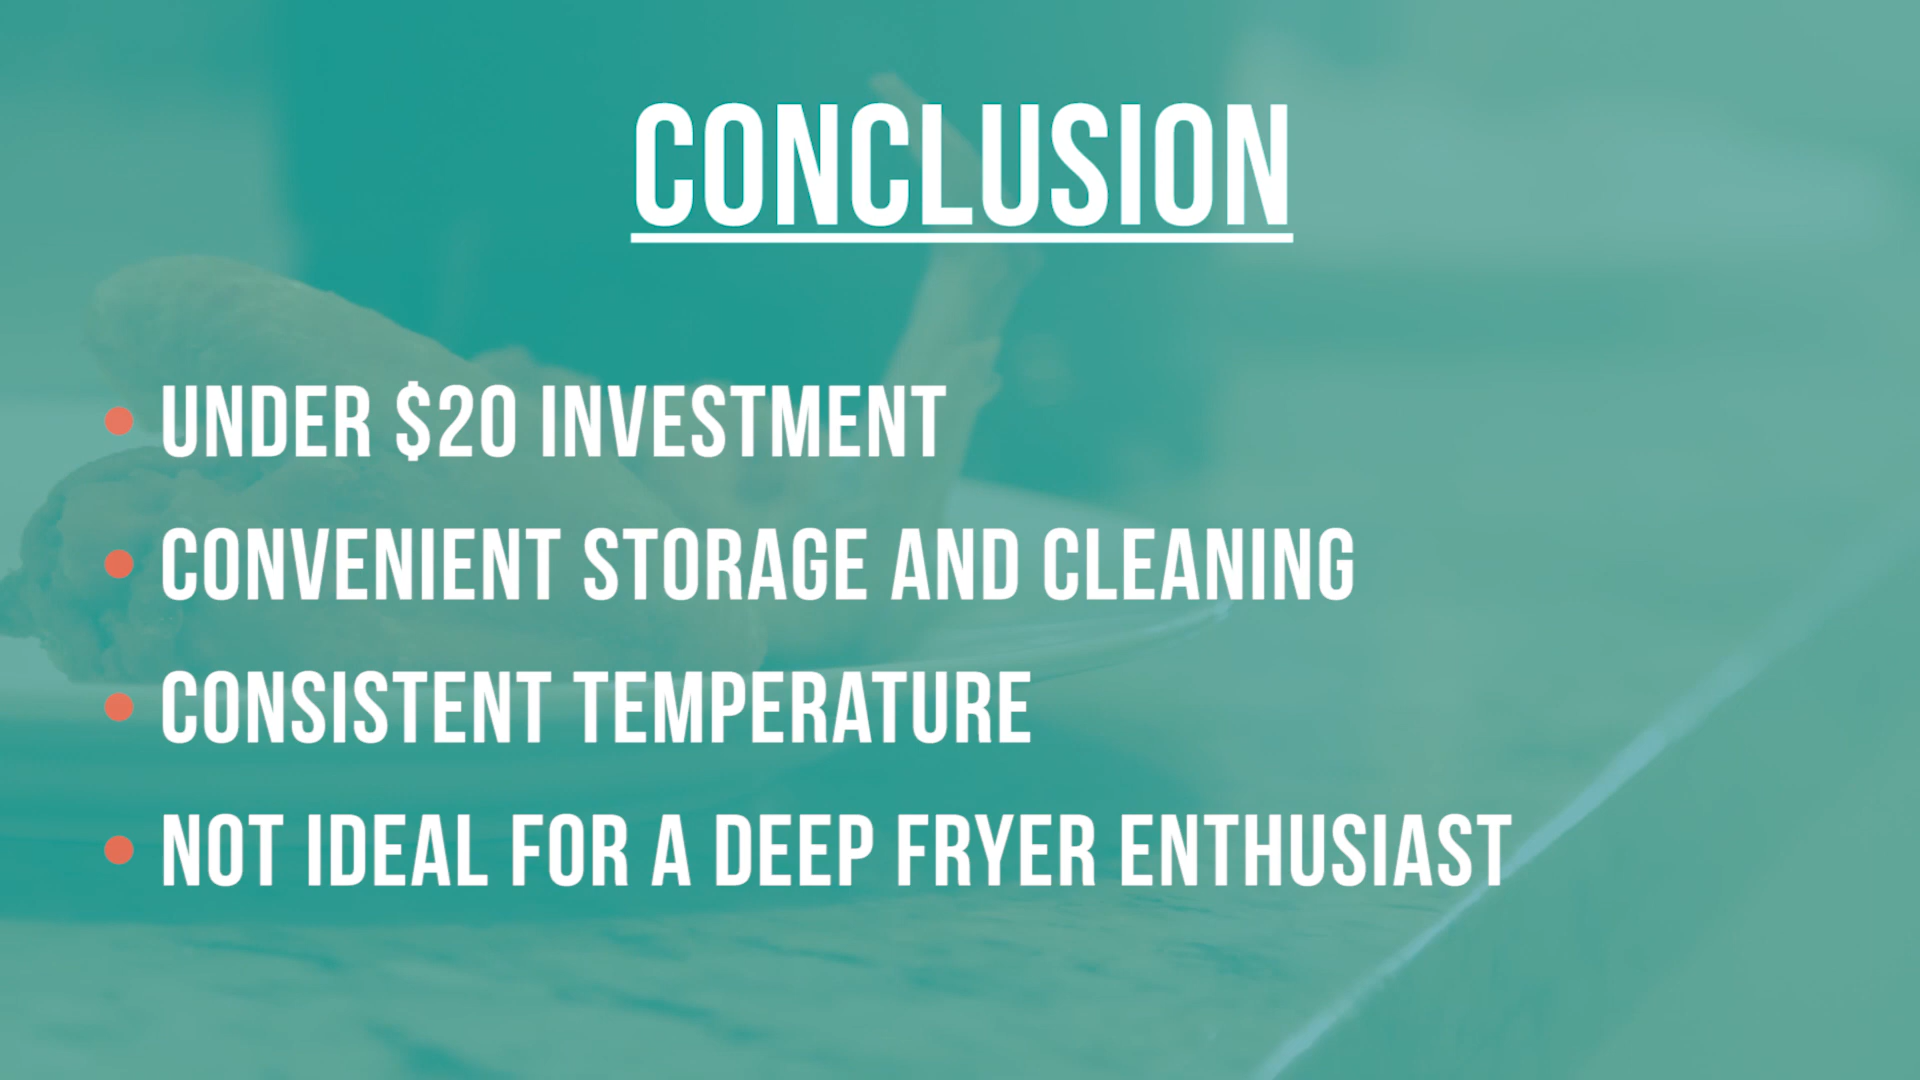 CONCLUSION
UNDER $20 INVESTMENT
CONVENIENT STORAGE AND CLEANING
CONSISTENT TEMPERATURE
NOT IDEAL FOR A DEEP FRYER ENTHUSIAST